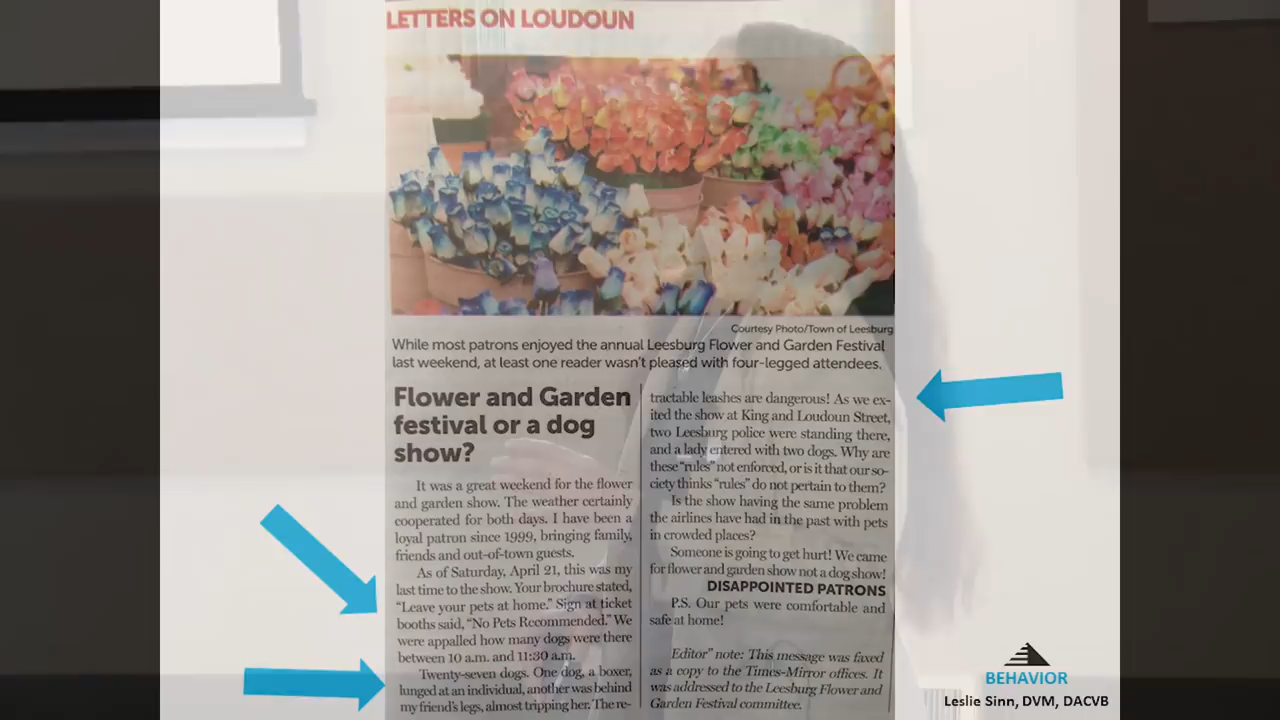 LETTERS ON LOUDOUN
Courtesy Photo/Town of Leesburg
While most patrons enjoyed the annual Leesburg Flower and Garden Festival
last weekend, at least one reader wasn't pleased with four-legged attendees.
Flower and Garden
festival or a dog
show?
It was a great weekend for the flower
and garden show. The weather certainly
cooperated for both days. I have been a
loyal patron since 1999, bringing family,
friends and out-of-town guests.
As of Saturday, April 21, this was my
last time to the show. Your brochure stated,
“Leave your pets at home.” Sign at ticket
booths said, “No Pets Recommended.” We
were appalled how many dogs were there
between 10 a.m. and 11:30 a.m.
Twenty-seven dogs. One dog, a boxer,
lunged at an individual, another was behind
my friend's legs, almost tripping her. The re-
tractable leashes are dangerous! As we ex-
ited the show at King and Loudoun Street,
two Leesburg police were standing there,
and a lady entered with two dogs. Why are
these “rules” not enforced, or is it that our so-
ciety thinks “rules” do not pertain to them?
Is the show having the same problem
the airlines have had in the past with pets
in crowded places?
Someone is going to get hurt! We came
for flower and garden show not a dog show!
DISAPPOINTED PATRONS
P.S. Our pets were comfortable and
safe at home!
Editor” note: This message was faxed
as a copy to the Times-Mirror offices. It
was addressed to the Leesburg Flower and
Garden Festival committee.
BEHAVIOR
Leslie Sinn, DVM, DACVB